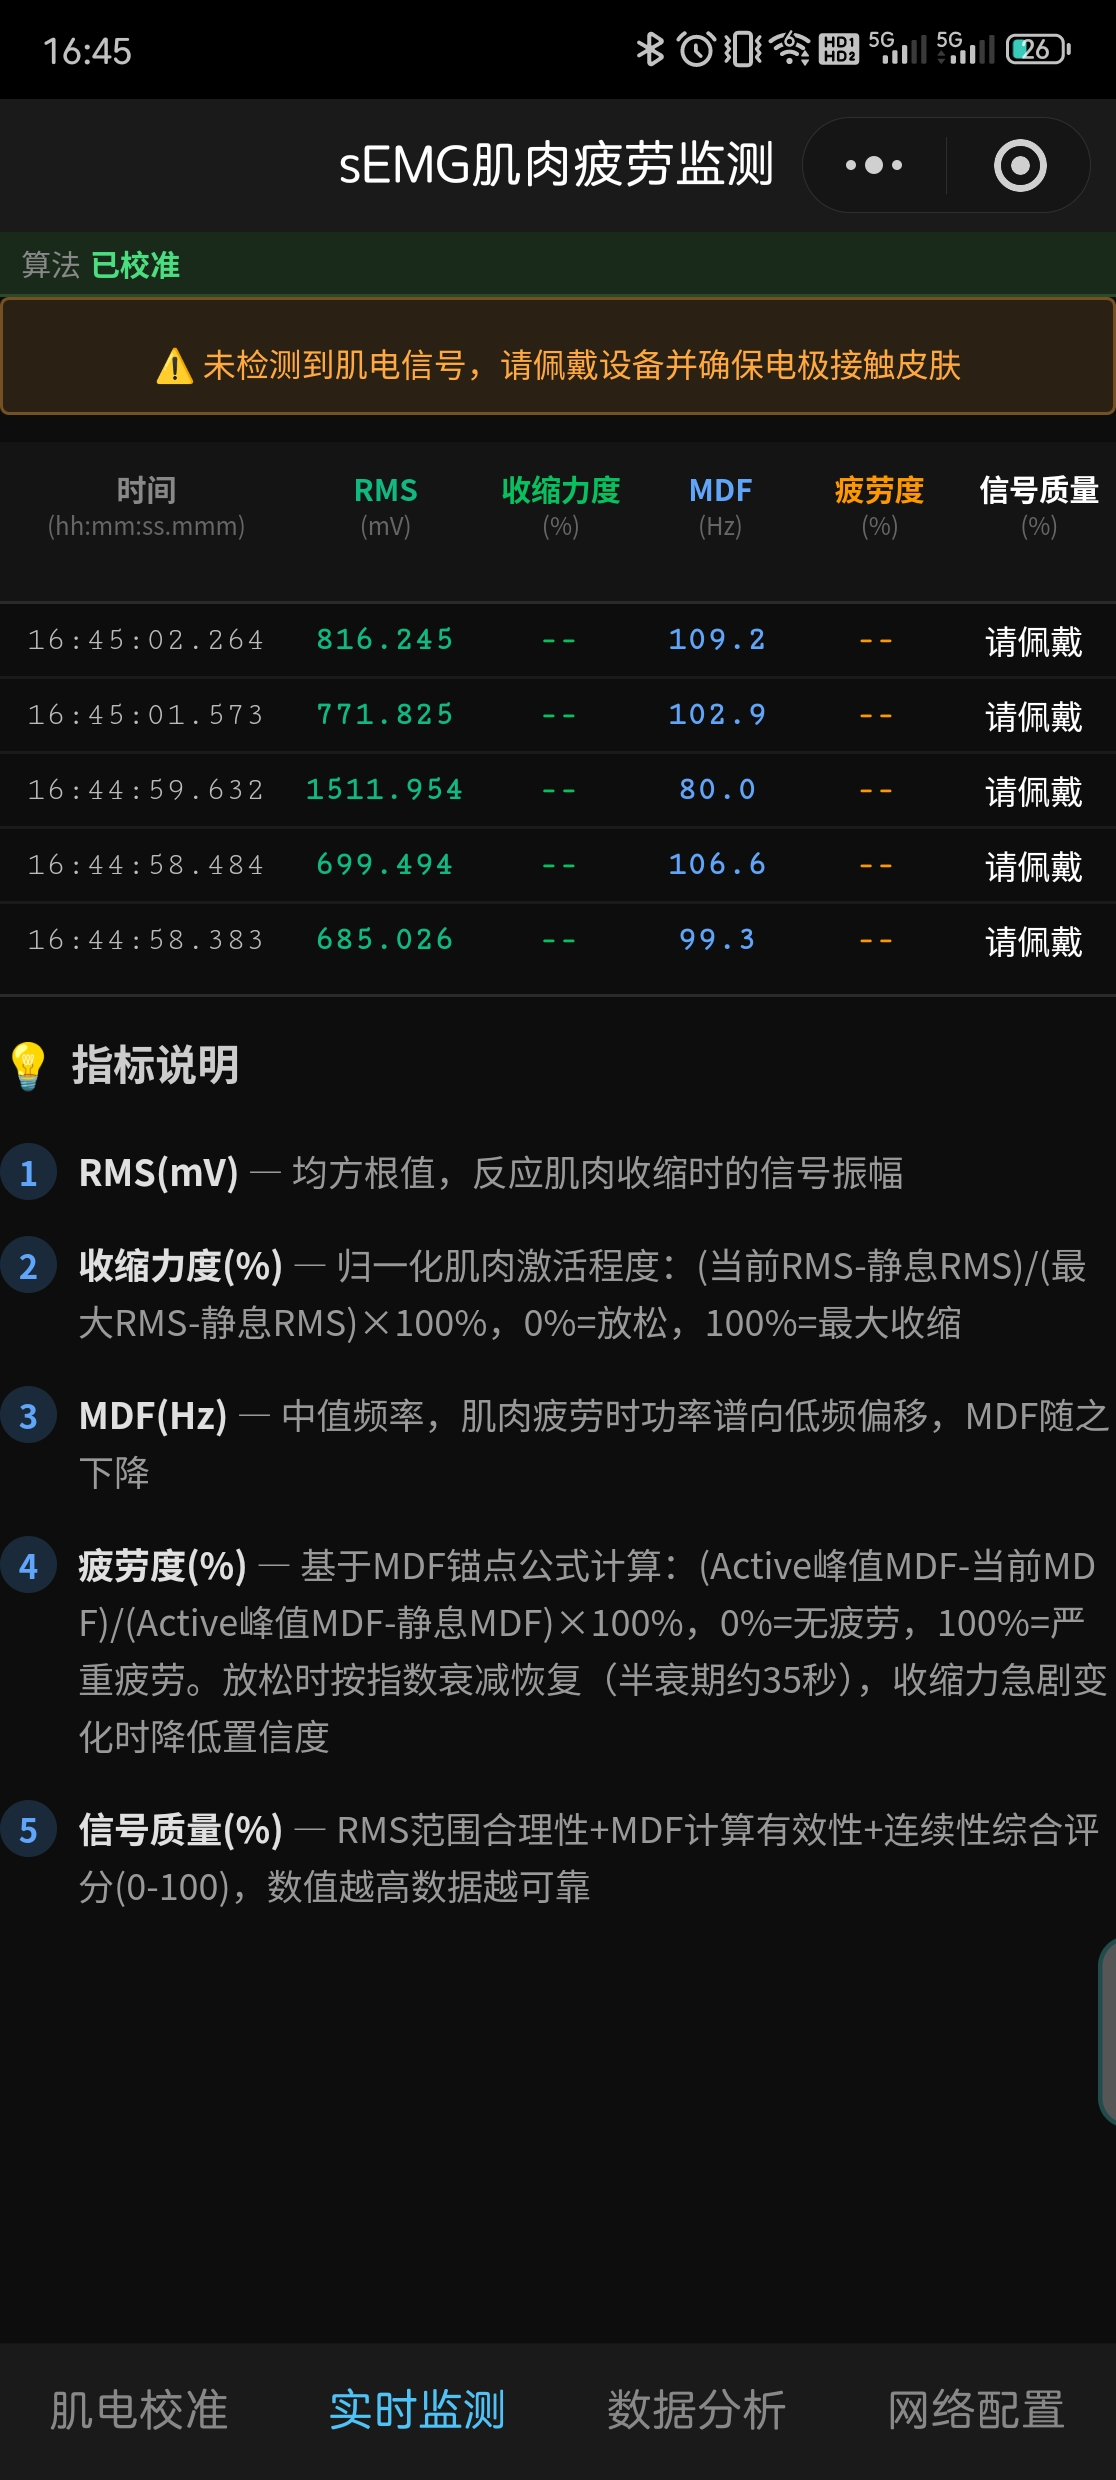 16:45
6
HD1
HD2
5G
5G
26
sEMG肌肉疲劳监测
算法 已校准
⚠️ 未检测到肌电信号，请佩戴设备并确保电极接触皮肤
时间 RMS 收缩力度 MDF 疲劳度 信号质量
(hh:mm:ss.mmm) (mV) (%) (Hz) (%) (%)
16:45:02.264 816.245 -- 109.2 -- 请佩戴
16:45:01.573 771.825 -- 102.9 -- 请佩戴
16:44:59.632 1511.954 -- 80.0 -- 请佩戴
16:44:58.484 699.494 -- 106.6 -- 请佩戴
16:44:58.383 685.026 -- 99.3 -- 请佩戴
💡 指标说明
1 RMS(mV) — 均方根值，反应肌肉收缩时的信号振幅
2 收缩力度(%) — 归一化肌肉激活程度：(当前RMS-静息RMS)/(最
大RMS-静息RMS)×100%，0%=放松，100%=最大收缩
3 MDF(Hz) — 中值频率，肌肉疲劳时功率谱向低频偏移，MDF随之
下降
4 疲劳度(%) — 基于MDF锚点公式计算：(Active峰值MDF-当前MD
F)/(Active峰值MDF-静息MDF)×100%，0%=无疲劳，100%=严
重疲劳。放松时按指数衰减恢复（半衰期约35秒），收缩力急剧变
化时降低置信度
5 信号质量(%) — RMS范围合理性+MDF计算有效性+连续性综合评
分(0-100)，数值越高数据越可靠
肌电校准 实时监测 数据分析 网络配置